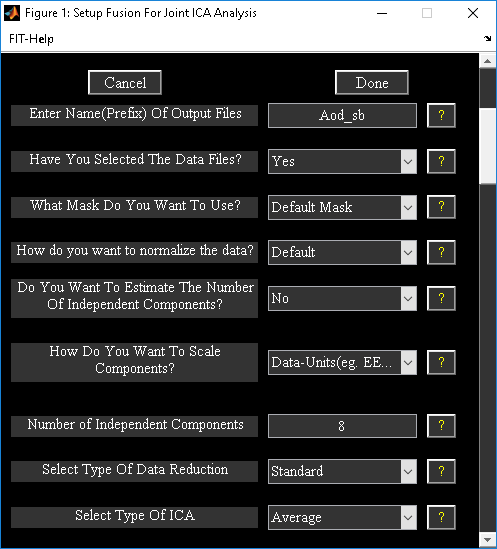 Figure 1: Setup Fusion For Joint ICA Analysis
FIT-Help
Cancel Done
Enter Name(Prefix) Of Output Files Aod_sb ?
Have You Selected The Data Files? Yes ?
What Mask Do You Want To Use? Default Mask ?
How do you want to normalize the data? Default ?
Do You Want To Estimate The Number
Of Independent Components? No ?
How Do You Want To Scale
Components? Data-Units(eg. EE... ?
Number of Independent Components 8 ?
Select Type Of Data Reduction Standard ?
Select Type Of ICA Average ?